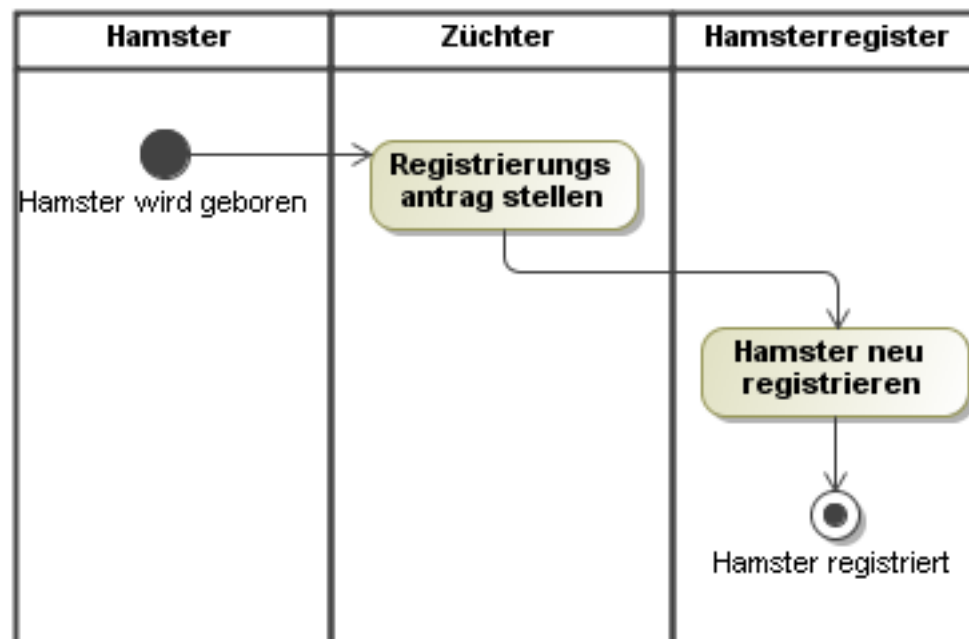 Hamster
Züchter
Hamsterregister
Hamster wird geboren
Registrierungs
antrag stellen
Hamster neu
registrieren
Hamster registriert